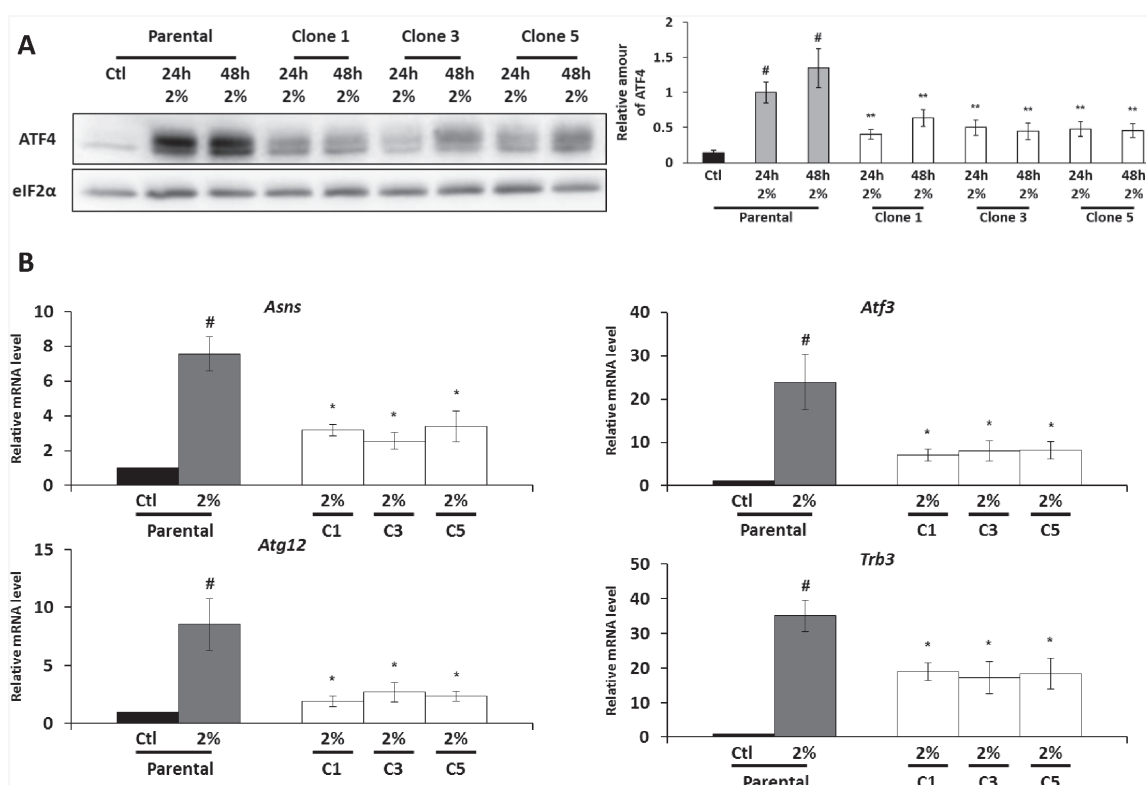 A
Parental Clone 1 Clone 3 Clone 5
Ctl 24h 48h 24h 48h 24h 48h 24h 48h
2% 2% 2% 2% 2% 2% 2% 2%
ATF4
eIF2α
Relative amour
of ATF4
2
1.5
1
0.5
0
# # ** ** ** ** ** **
Ctl 24h 48h 24h 48h 24h 48h 24h 48h
2% 2% 2% 2% 2% 2% 2% 2%
Parental Clone 1 Clone 3 Clone 5
B
Asns
Relative mRNA level
10
8
6
4
2
0
# * * *
Ctl 2% 2% 2% 2%
Parental C1 C3 C5
Atf3
Relative mRNA level
40
30
20
10
0
# * * *
Ctl 2% 2% 2% 2%
Parental C1 C3 C5
Atg12
Relative mRNA level
15
10
5
0
# * * *
Ctl 2% 2% 2% 2%
Parental C1 C3 C5
Trb3
Relative mRNA level
50
40
30
20
10
0
# * * *
Ctl 2% 2% 2% 2%
Parental C1 C3 C5